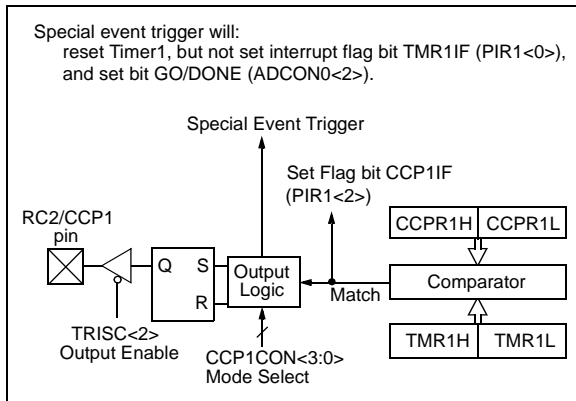 Special event trigger will:
reset Timer1, but not set interrupt flag bit TMR1IF (PIR1<0>),
and set bit GO/DONE (ADCON0<2>).
Special Event Trigger
Set Flag bit CCP1IF
(PIR1<2>)
RC2/CCP1
pin
CCPR1H CCPR1L
Q S
R
Output
Logic
Match
Comparator
TRISC<2>
Output Enable
CCP1CON<3:0>
Mode Select
TMR1H TMR1L